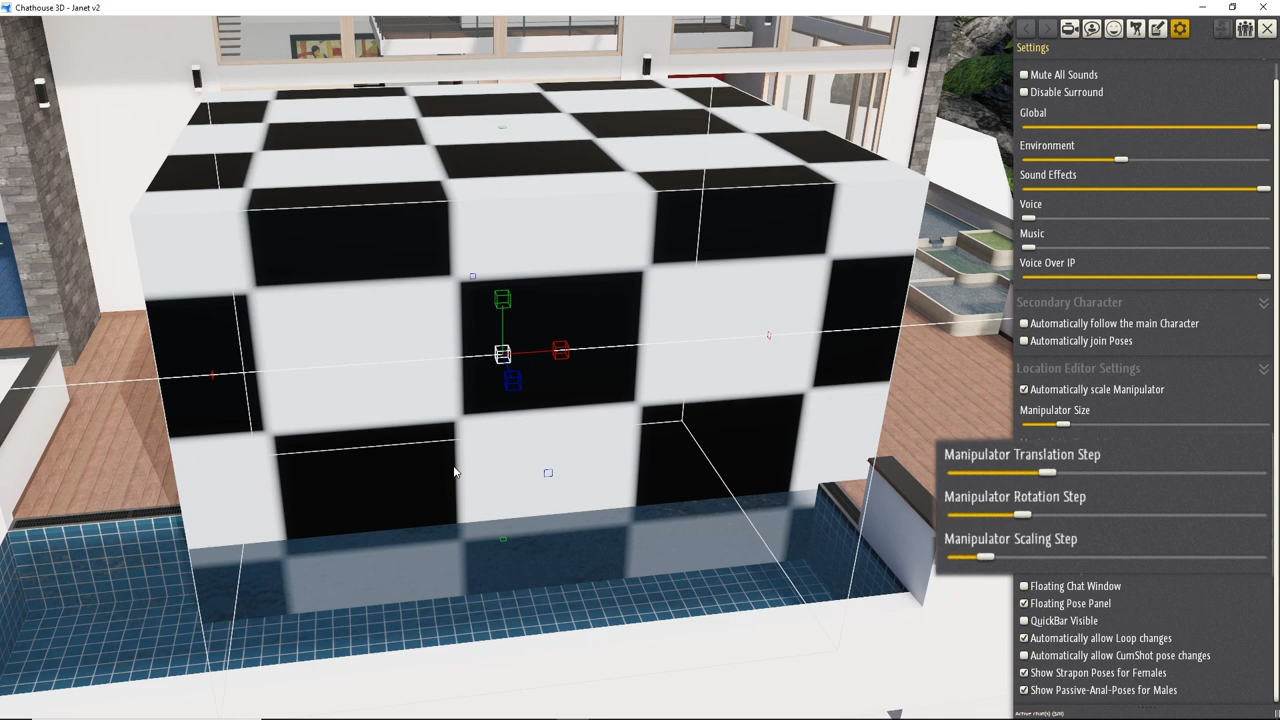 Chathouse 3D - Janet v2
Settings
Mute All Sounds
Disable Surround
Global
Environment
Sound Effects
Voice
Music
Voice Over IP
Secondary Character
Automatically follow the main Character
Automatically join Poses
Location Editor Settings
Automatically scale Manipulator
Manipulator Size
Manipulator Translation Step
Manipulator Rotation Step
Manipulator Scaling Step
Floating Chat Window
Floating Pose Panel
QuickBar Visible
Automatically allow Loop changes
Automatically allow CumShot pose changes
Show Strapon Poses for Females
Show Passive-Anal-Poses for Males